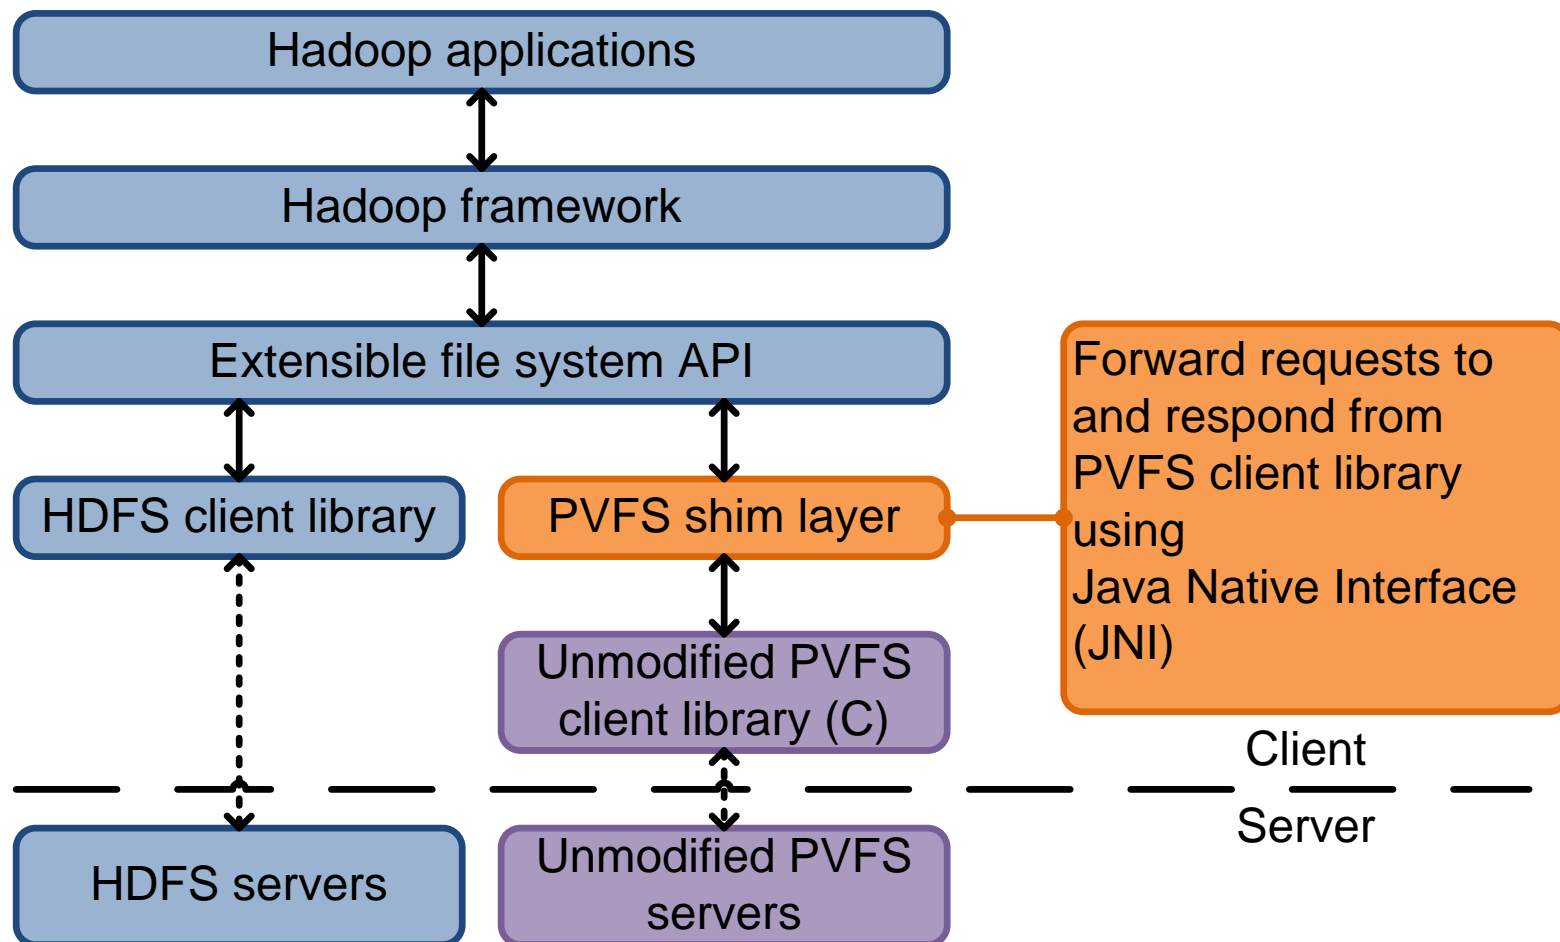 Hadoop applications
Hadoop framework
Extensible file system API
Forward requests to
and respond from
PVFS client library
using
Java Native Interface
(JNI)
HDFS client library
PVFS shim layer
Unmodified PVFS
client library (C)
Client
Server
HDFS servers
Unmodified PVFS
servers